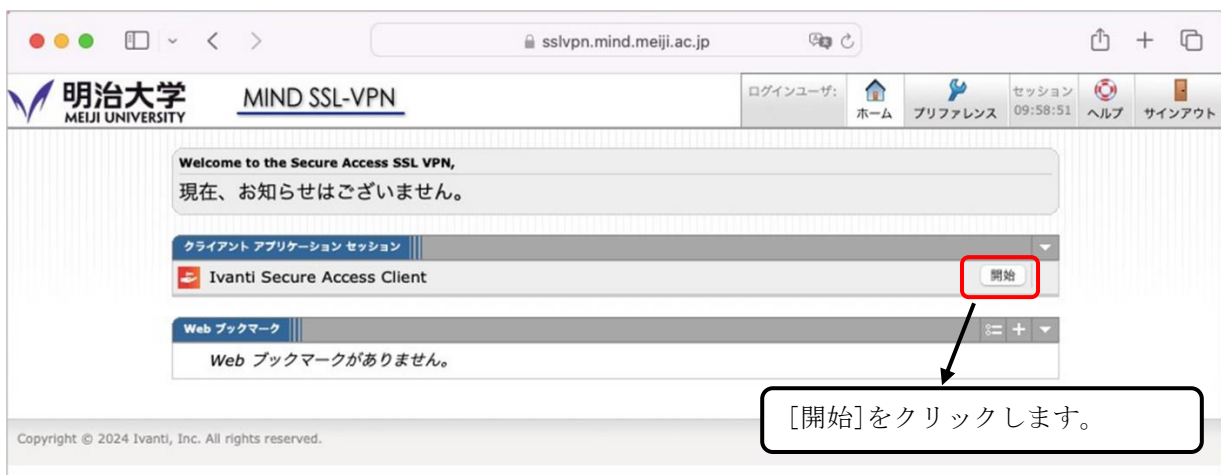 sslvpn.mind.meiji.ac.jp
明治大学
MEIJI UNIVERSITY
MIND SSL-VPN
ログインユーザ:
ホーム
プリファレンス
セッション
09:58:51
ヘルプ
サインアウト
Welcome to the Secure Access SSL VPN,
現在、お知らせはございません。
クライアント アプリケーション セッション
Ivanti Secure Access Client
開始
Web ブックマーク
Web ブックマークがありません。
[開始]をクリックします。
Copyright © 2024 Ivanti, Inc. All rights reserved.